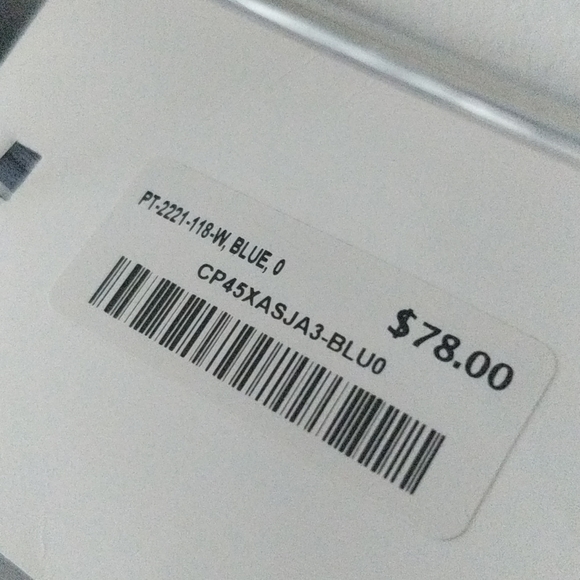 PT-2221-118-W, BLUE, 0
CP45XASJA3-BLU0
$78.00